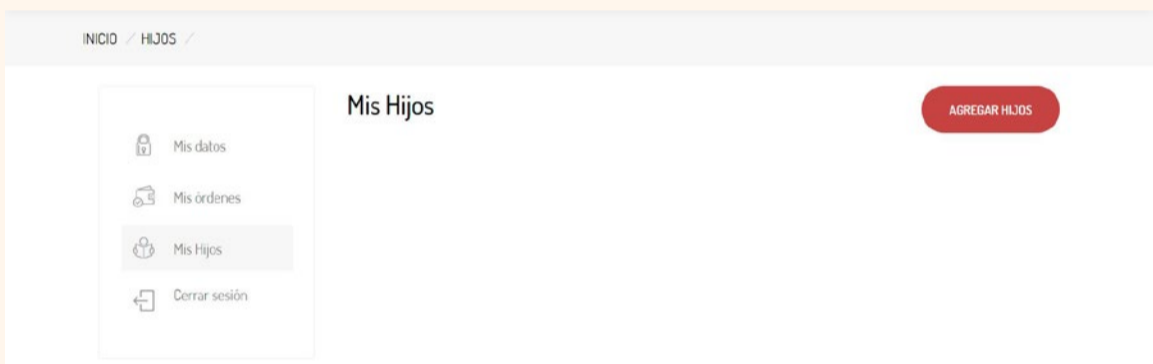 INICIO / HIJOS /
Mis Hijos
AGREGAR HIJOS
Mis datos
Mis órdenes
Mis Hijos
Cerrar sesión